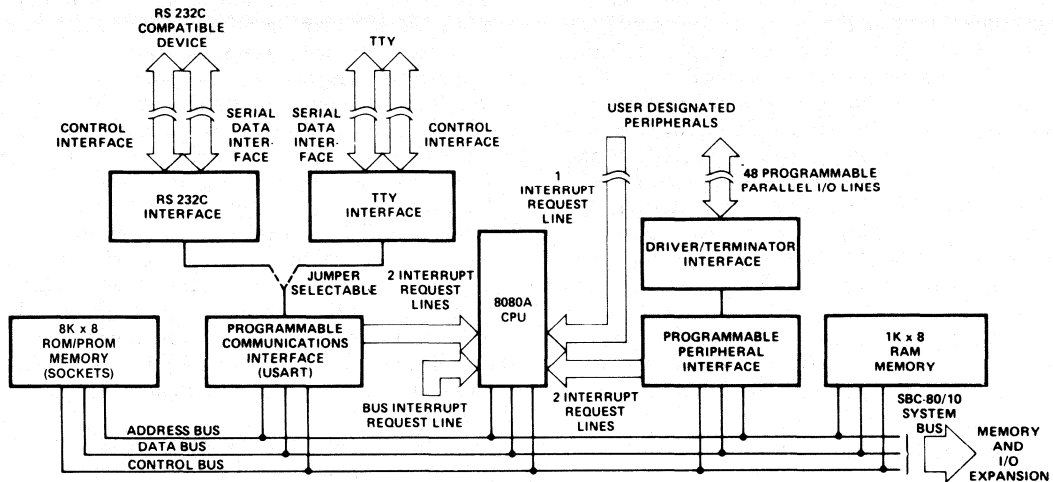 RS 232C
COMPATIBLE
DEVICE
TTY
CONTROL
INTERFACE
SERIAL
DATA
INTER-
FACE
SERIAL
DATA
INTER-
FACE
CONTROL
INTERFACE
USER DESIGNATED
PERIPHERALS
1
INTERRUPT
REQUEST
LINE
48 PROGRAMMABLE
PARALLEL I/O LINES
RS 232C
INTERFACE
TTY
INTERFACE
DRIVER/TERMINATOR
INTERFACE
JUMPER
SELECTABLE
2 INTERRUPT
REQUEST
LINES
8080A
CPU
8K x 8
ROM/PROM
MEMORY
(SOCKETS)
PROGRAMMABLE
COMMUNICATIONS
INTERFACE
(USART)
PROGRAMMABLE
PERIPHERAL
INTERFACE
1K x 8
RAM
MEMORY
BUS INTERRUPT
REQUEST LINE
2 INTERRUPT
REQUEST
LINES
SBC-80/10
SYSTEM
BUS
ADDRESS BUS
DATA BUS
CONTROL BUS
MEMORY
AND
I/O
EXPANSION